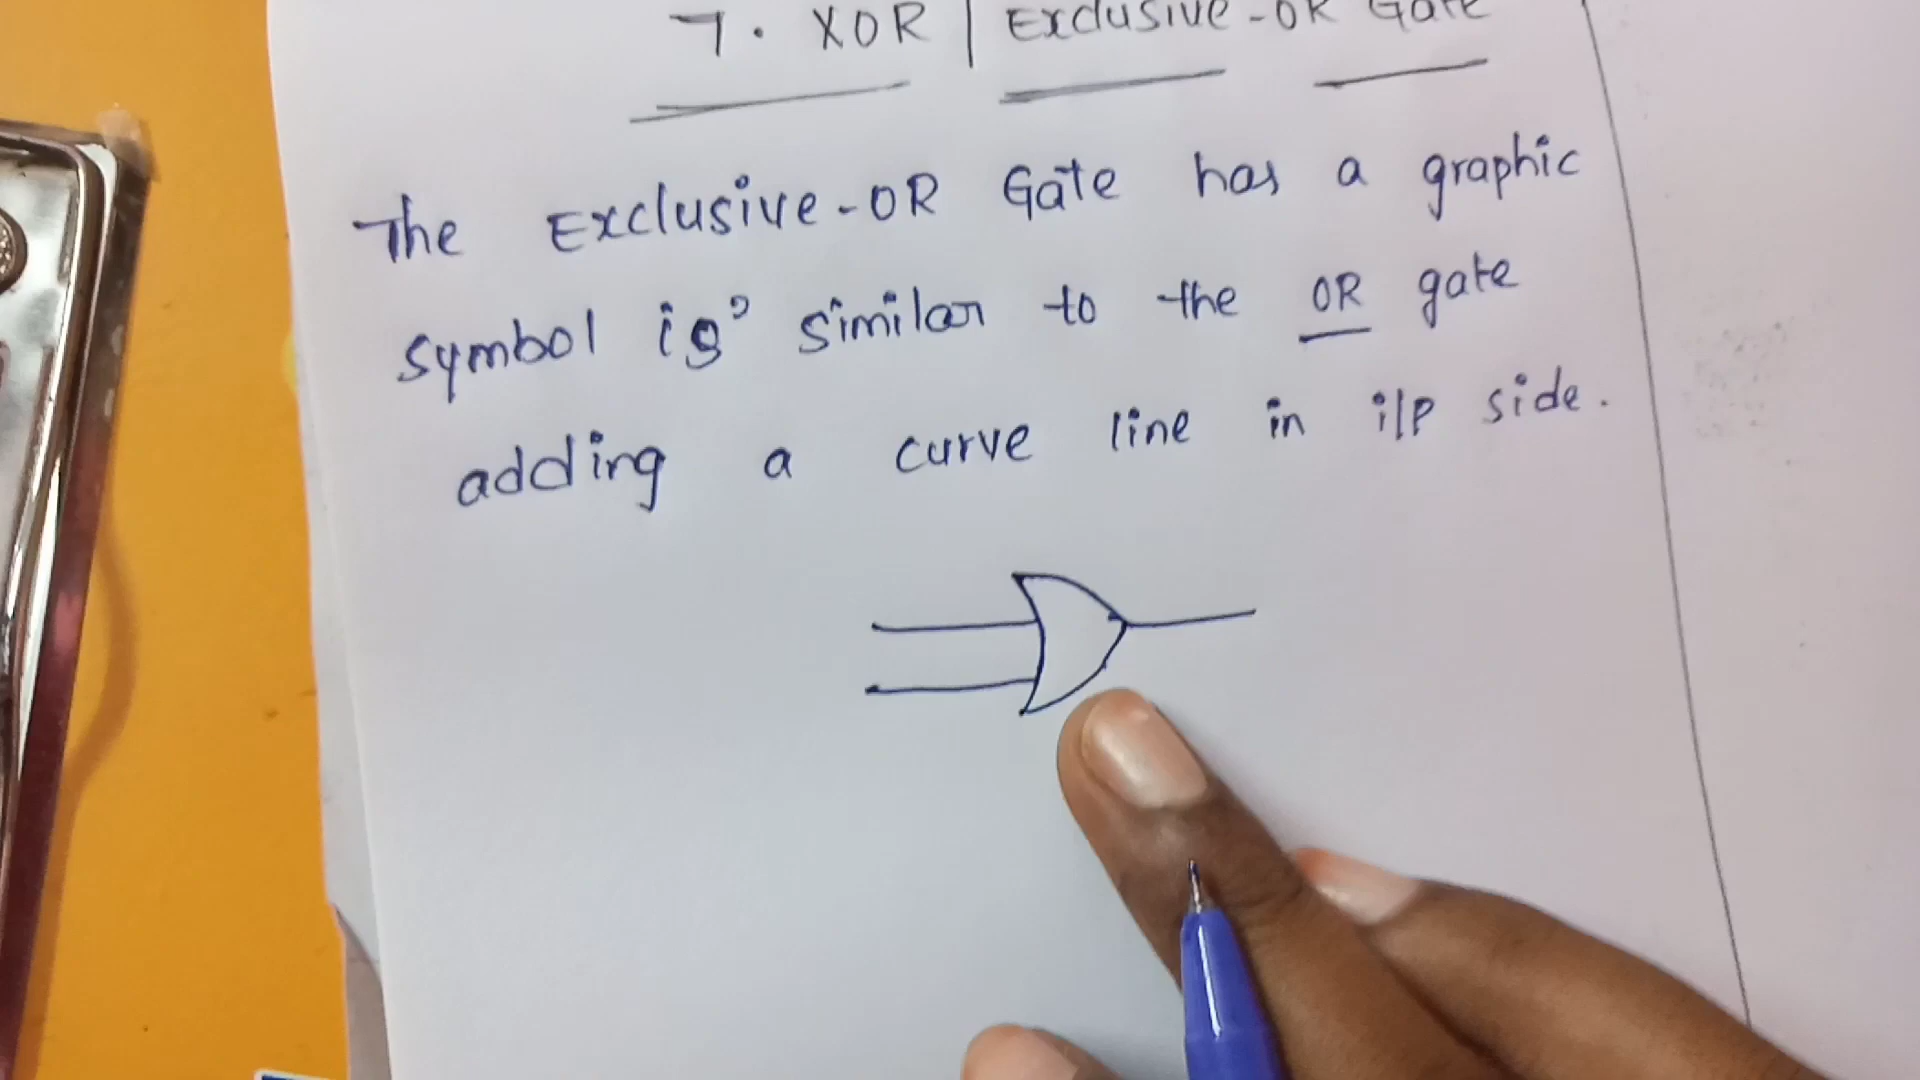 7. XOR | Exclusive-OR Gate
The Exclusive-OR Gate has a graphic
symbol is similar to the OR gate
adding a curve line in i/P side.